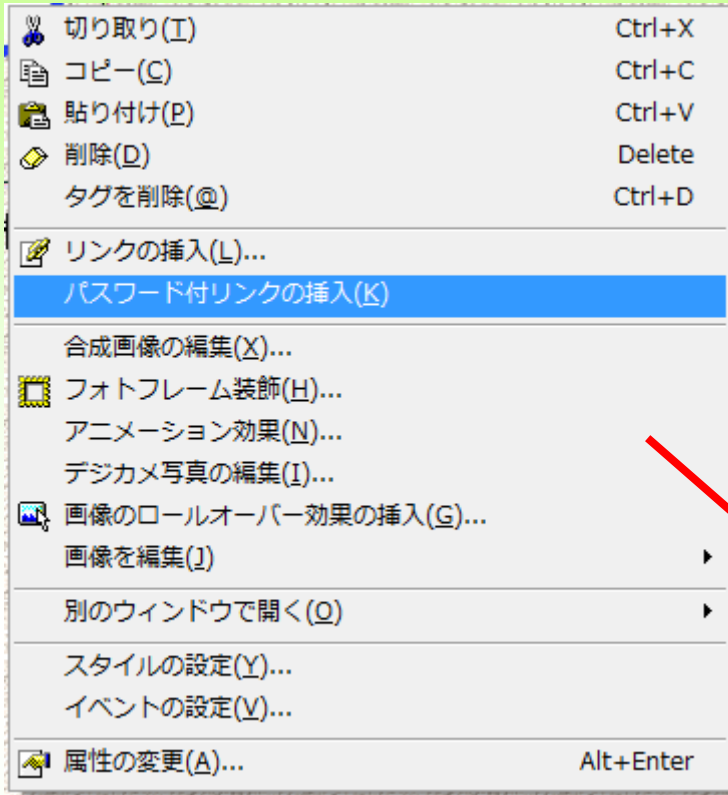 切り取り(T) Ctrl+X
コピー(C) Ctrl+C
貼り付け(P) Ctrl+V
削除(D) Delete
タグを削除(@) Ctrl+D
リンクの挿入(L)...
パスワード付リンクの挿入(K)
合成画像の編集(X)...
フォトフレーム装飾(H)...
アニメーション効果(N)...
デジカメ写真の編集(I)...
画像のロールオーバー効果の挿入(G)...
画像を編集(J)
別のウィンドウで開く(O)
スタイルの設定(Y)...
イベントの設定(V)...
属性の変更(A)... Alt+Enter